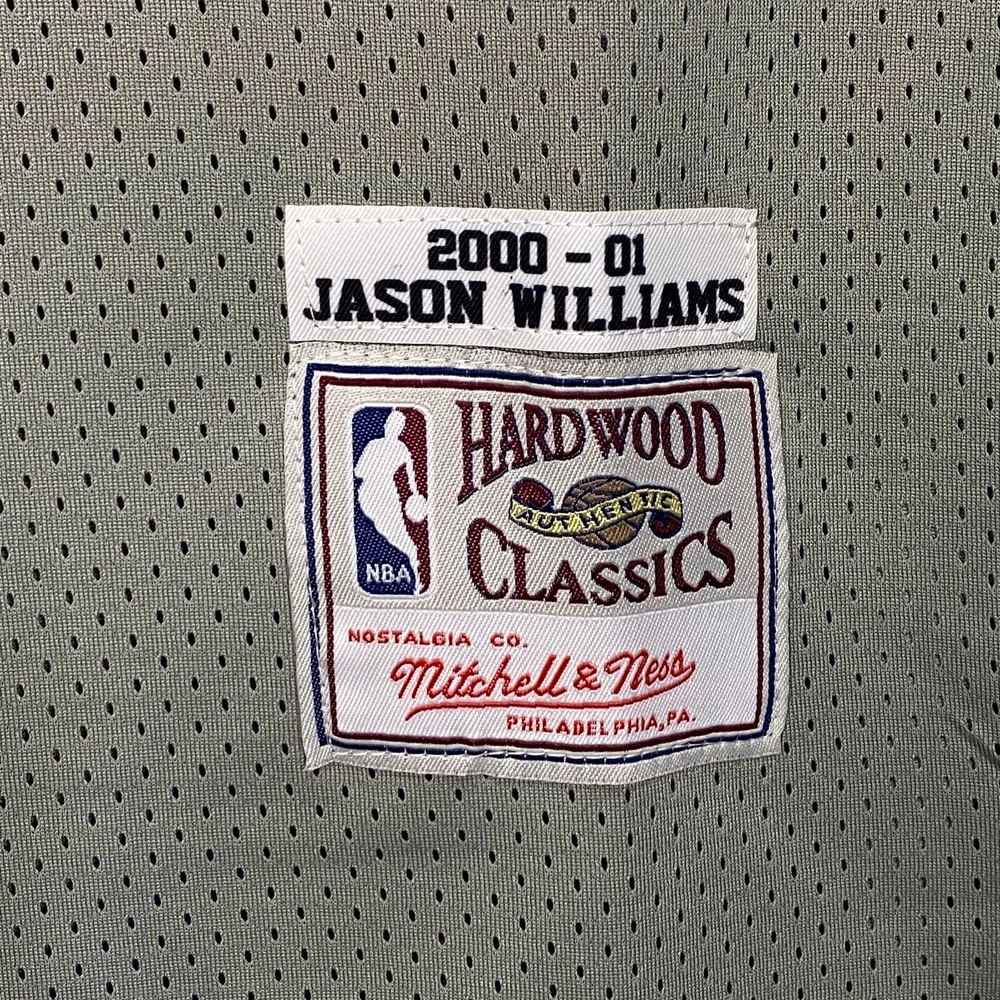 2000 - 01
JASON WILLIAMS
HARDWOOD
AUTHENTIC
CLASSICS
NBA
NOSTALGIA CO.
Mitchell & Ness
PHILADELPHIA, PA.